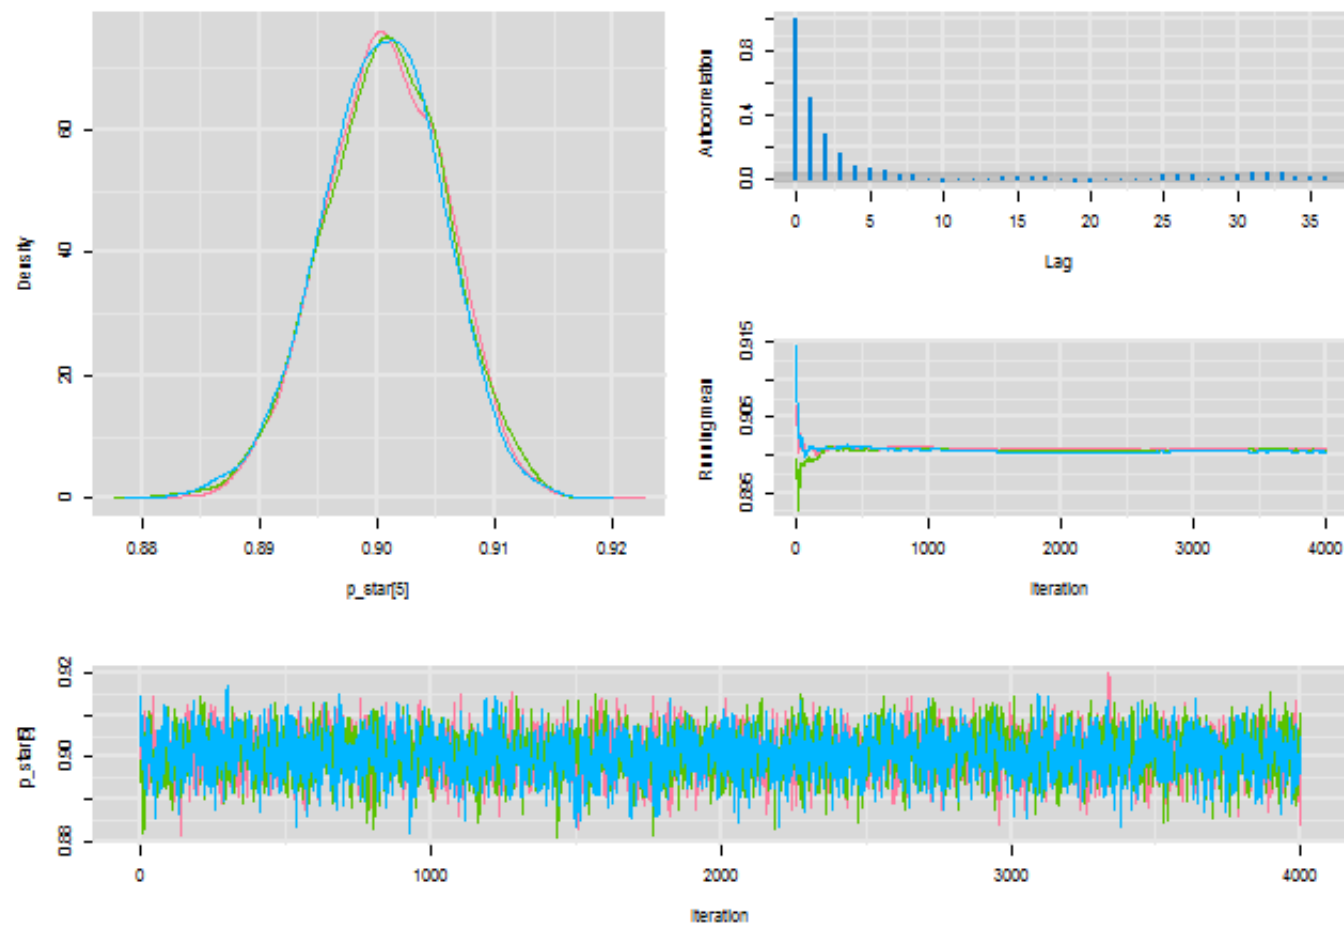 Density
0 20 40 60
0.88 0.89 0.90 0.91 0.92
p_star[5]
Autocorrelation
0.0 0.4 0.8
0 5 10 15 20 25 30 35
Lag
Running mean
0.895 0.905 0.915
0 1000 2000 3000 4000
Iteration
p_star[5]
0.88 0.90 0.92
0 1000 2000 3000 4000
Iteration